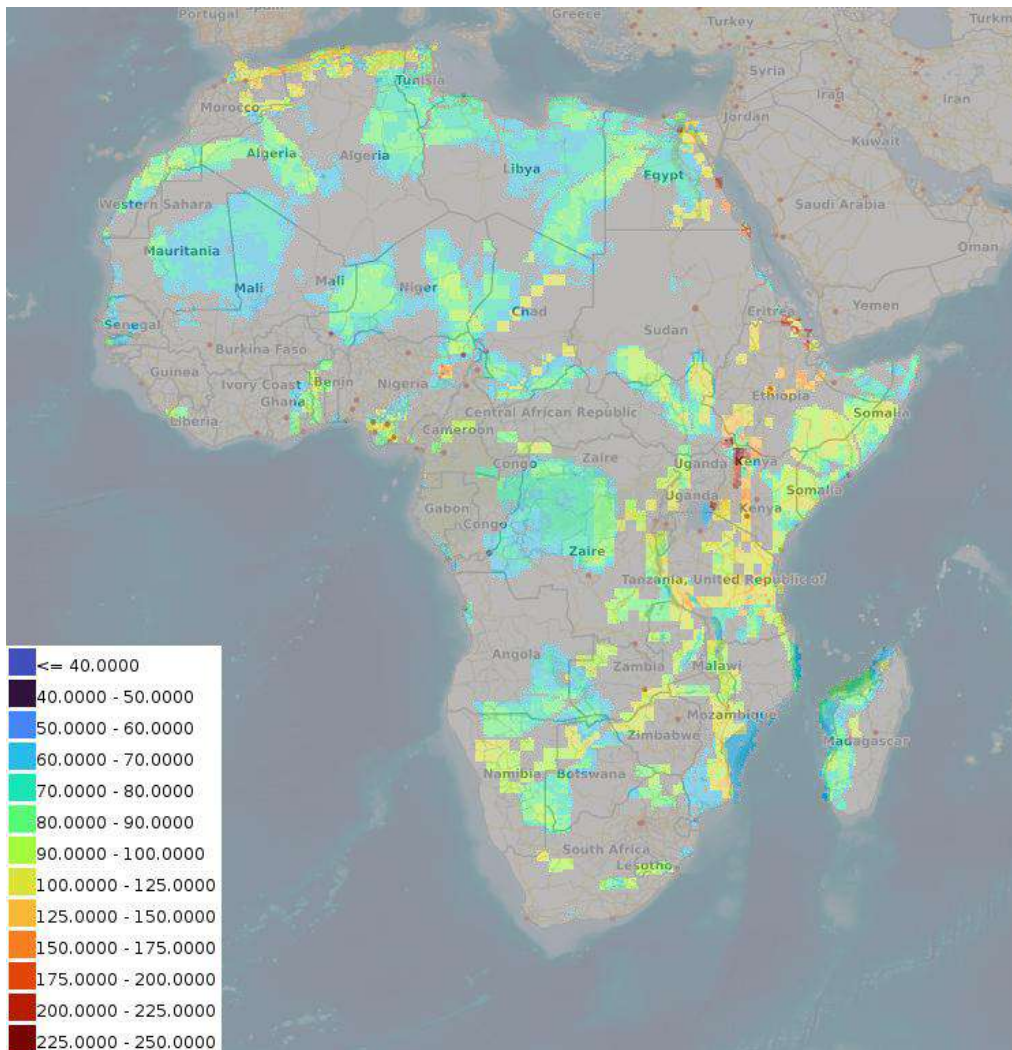 Portugal
Greece
Turkey
Turkm
Syria
Iraq
Iran
Jordan
Kuwait
Tunisia
Morocco
Algeria
Algeria
Libya
Egypt
Western Sahara
Saudi Arabia
Oman
Mauritania
Mali
Mali
Niger
Chad
Sudan
Eritrea
Yemen
Senegal
Burkina Faso
Guinea
Ivory Coast
Benin
Nigeria
Ghana
Liberia
Ethiopia
Somalia
Central African Republic
Cameroon
Congo
Zaire
Uganda
Kenya
Somalia
Uganda
Kenya
Gabon
Congo
Zaire
Tanzania, United Republic of
Angola
Zambia
Malawi
Mozambique
Zimbabwe
Madagascar
Namibia
Botswana
South Africa
Lesotho
<= 40.0000
40.0000 - 50.0000
50.0000 - 60.0000
60.0000 - 70.0000
70.0000 - 80.0000
80.0000 - 90.0000
90.0000 - 100.0000
100.0000 - 125.0000
125.0000 - 150.0000
150.0000 - 175.0000
175.0000 - 200.0000
200.0000 - 225.0000
225.0000 - 250.0000